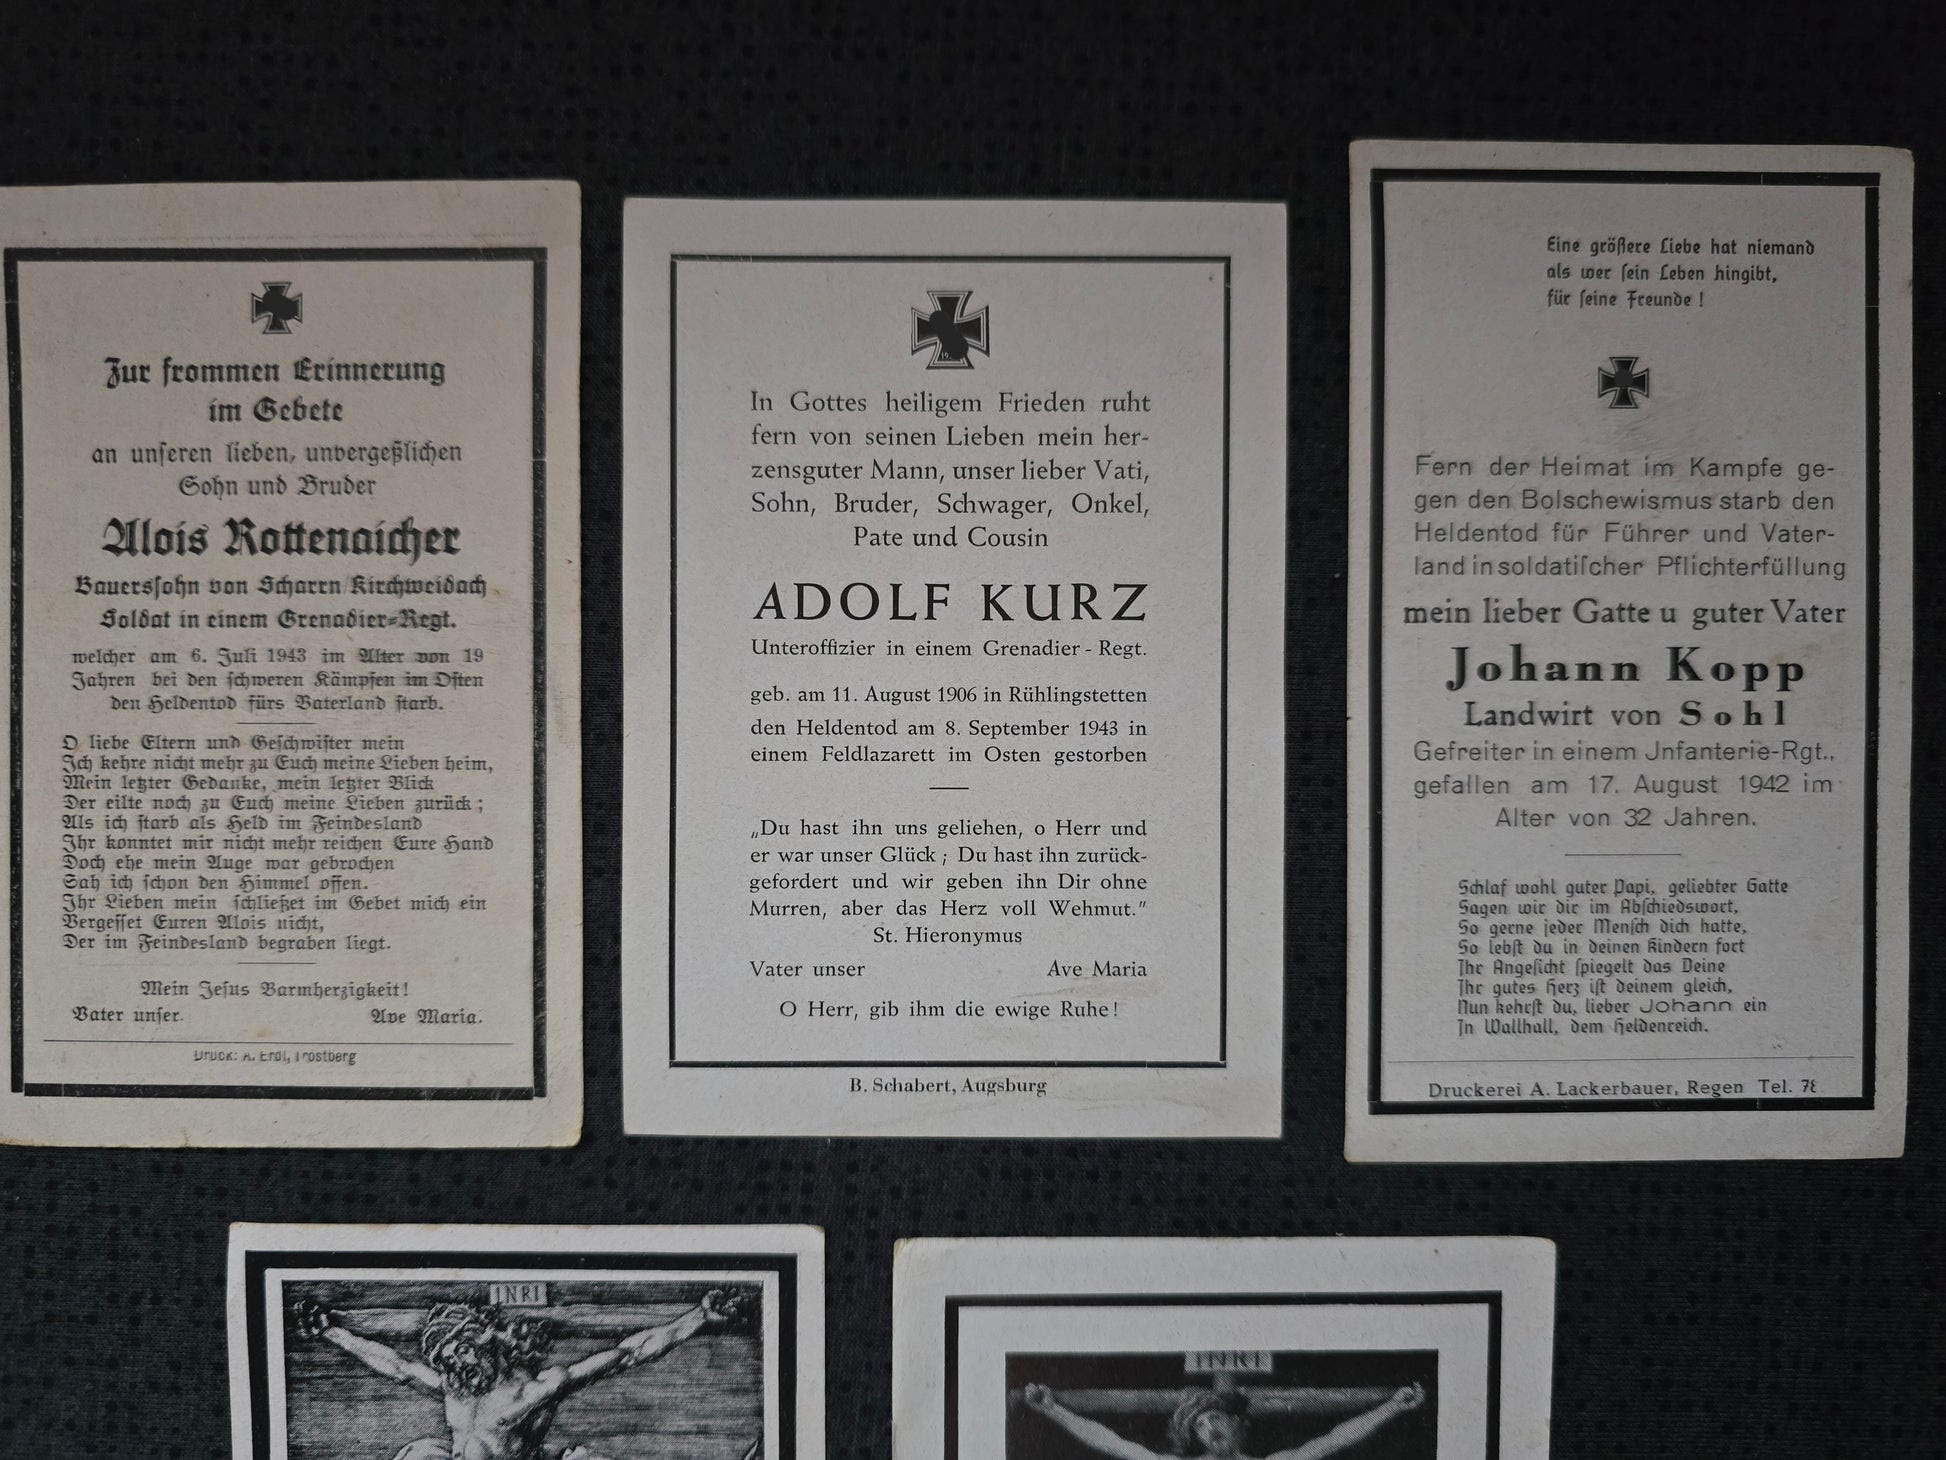 Zur frommen Erinnerung
im Gebete
an unseren lieben, unvergeßlichen
Sohn und Bruder
Alois Rottenaicher
Bauerssohn von Scharrn/Kirchweidach
Soldat in einem Grenadier=Regt.
welcher am 6. Juli 1943 im Alter von 19
Jahren bei den schweren Kämpfen im Osten
den Heldentod fürs Vaterland starb.
O liebe Eltern und Geschwister mein
Ich kehre nicht mehr zu Euch meine Lieben heim,
Mein letzter Gedanke, mein letzter Blick
Der eilte noch zu Euch meine Lieben zurück;
Als ich starb als Held im Feindesland
Ihr konntet mir nicht mehr reichen Eure Hand
Doch ehe mein Auge war gebrochen
Sah ich schon den Himmel offen.
Ihr Lieben mein schließet im Gebet mich ein
Vergesset Euren Alois nicht,
Der im Feindesland begraben liegt.
Mein Jesus Barmherzigkeit!
Vater unser. Ave Maria.
Druck: A. Erdl, Trostberg
19
In Gottes heiligem Frieden ruht
fern von seinen Lieben mein her-
zensguter Mann, unser lieber Vati,
Sohn, Bruder, Schwager, Onkel,
Pate und Cousin
ADOLF KURZ
Unteroffizier in einem Grenadier-Regt.
geb. am 11. August 1906 in Rühlingstetten
den Heldentod am 8. September 1943 in
einem Feldlazarett im Osten gestorben
„Du hast ihn uns geliehen, o Herr und
er war unser Glück; Du hast ihn zurück-
gefordert und wir geben ihn Dir ohne
Murren, aber das Herz voll Wehmut."
St. Hieronymus
Vater unser Ave Maria
O Herr, gib ihm die ewige Ruhe!
B. Schabert, Augsburg
Eine größere Liebe hat niemand
als wer sein Leben hingibt,
für seine Freunde!
Fern der Heimat im Kampfe ge-
gen den Bolschewismus starb den
Heldentod für Führer und Vater-
land in soldatischer Pflichterfüllung
mein lieber Gatte u guter Vater
Johann Kopp
Landwirt von Sohl
Gefreiter in einem Jnfanterie-Rgt.,
gefallen am 17. August 1942 im
Alter von 32 Jahren.
Schlaf wohl guter Papi, geliebter Gatte
Sagen wir dir im Abschiedswort,
So gerne jeder Mensch dich hatte,
So lebst du in deinen Kindern fort
Ihr Angesicht spiegelt das Deine
Ihr gutes Herz ist deinem gleich,
Nun kehrst du, lieber Johann ein
In Wallhall, dem Heldenreich.
Druckerei A. Lackerbauer, Regen Tel. 78
INRI
INRI